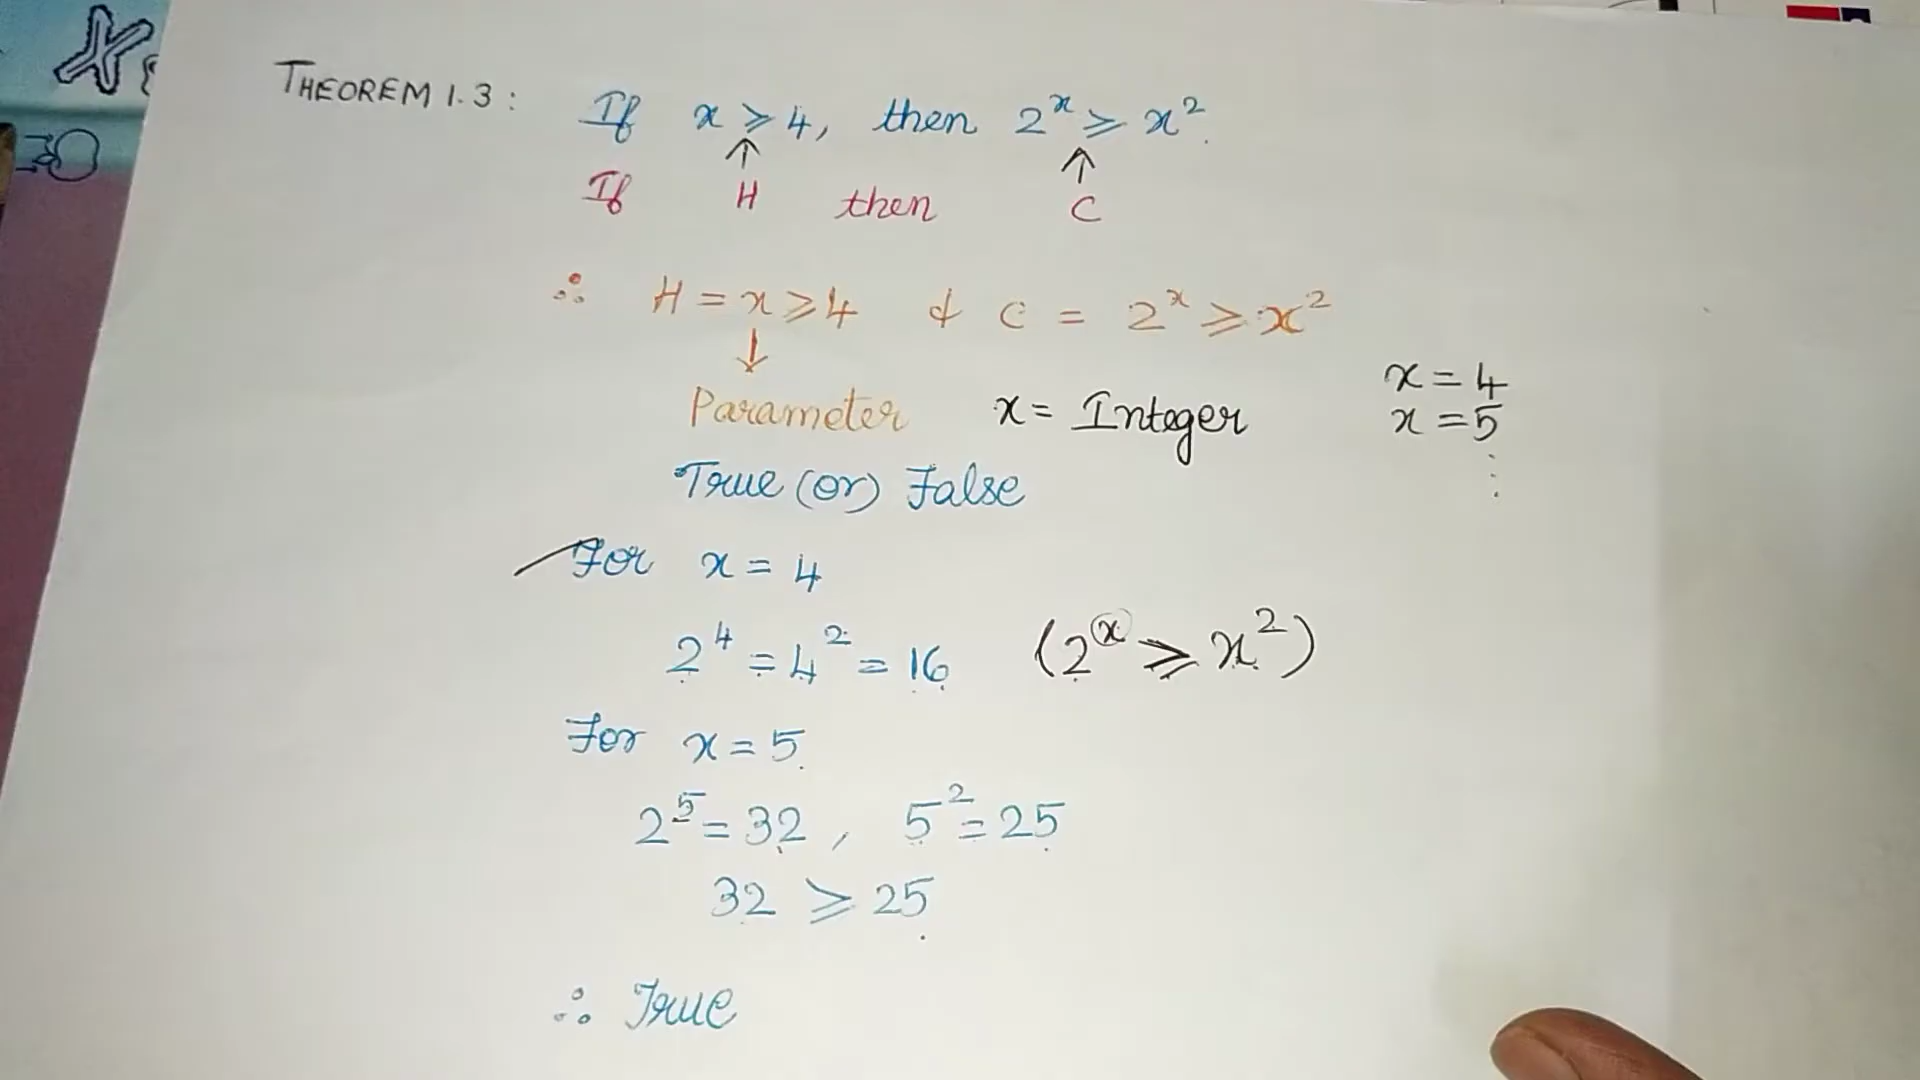 THEOREM 1.3: If x ⩾ 4, then 2^x ⩾ x^2.
↑ ↑
If H then C
∴ H = x ⩾ 4 & C = 2^x ⩾ x^2
↓
Parameter x = Integer
x = 4
x = 5
⋮
True (or) False
For x = 4
2^4 = 4^2 = 16 (2^x ⩾ x^2)
For x = 5
2^5 = 32, 5^2 = 25
32 ⩾ 25
∴ True